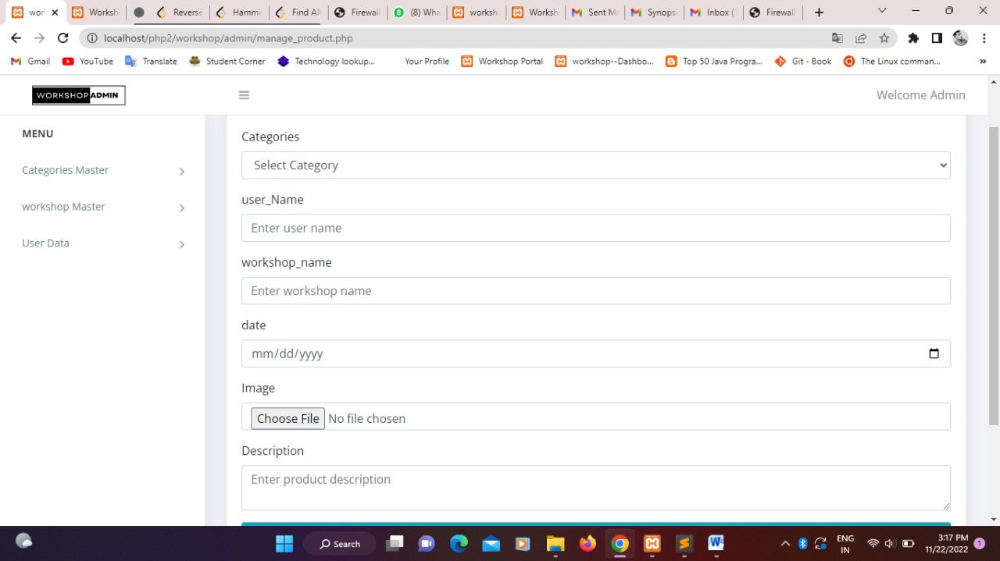 work Worksh Reverse Hammi Find All Firewall (8) Wha worksh Worksh Sent M Synops Inbox ( Firewall
localhost/php2/workshop/admin/manage_product.php
Gmail YouTube Translate Student Corner Technology lookup... Your Profile Workshop Portal workshop--Dashbo... Top 50 Java Progra... Git - Book The Linux comman... »
WORKSHOPADMIN Welcome Admin
MENU
Categories Master
workshop Master
User Data
Categories
Select Category
user_Name
Enter user name
workshop_name
Enter workshop name
date
mm/dd/yyyy
Image
Choose File No file chosen
Description
Enter product description
Search
ENG
IN
3:17 PM
11/22/2022
1